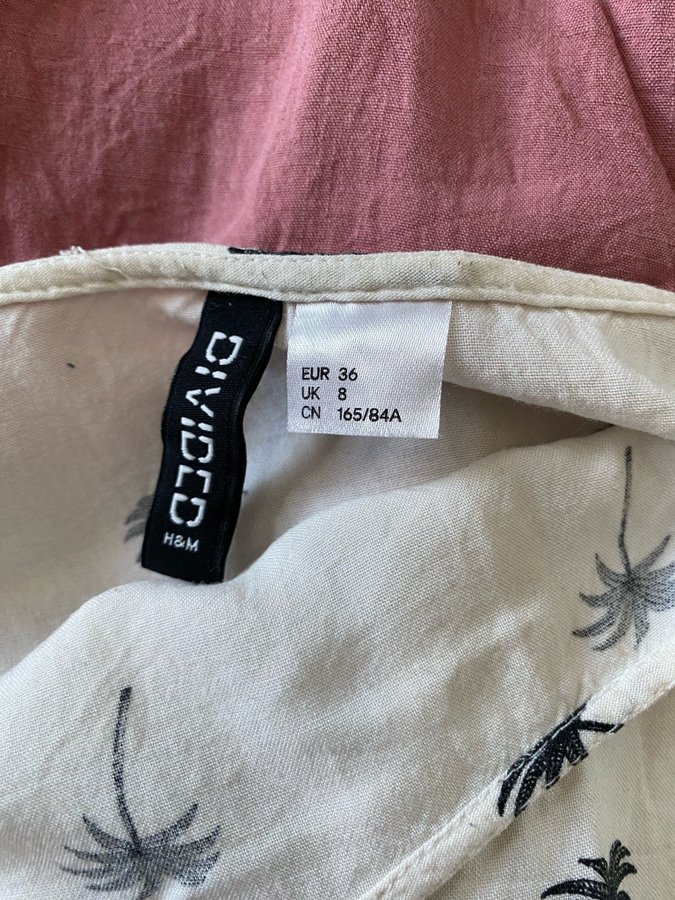 DIVIDED
H&M
EUR 36
UK 8
CN 165/84A